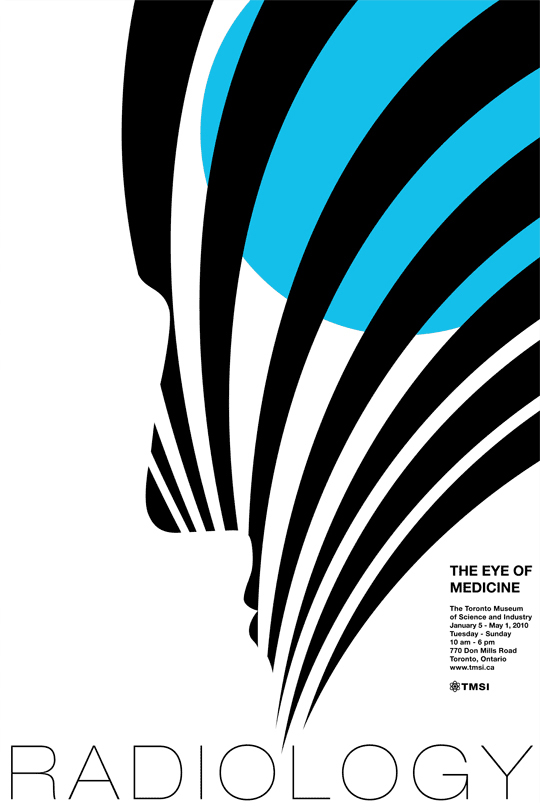 THE EYE OF
MEDICINE
The Toronto Museum
of Science and Industry
January 5 - May 1, 2010
Tuesday - Sunday
10 am - 6 pm
770 Don Mills Road
Toronto, Ontario
www.tmsi.ca
TMSI
RADIOLOGY